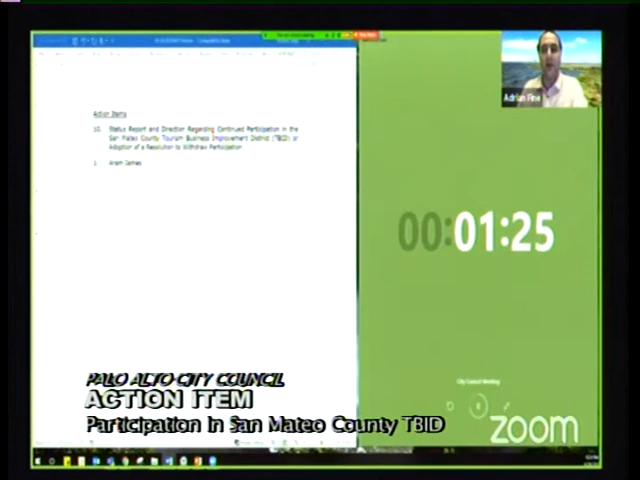 Adrian Fine
Action Items
10. Status Report and Direction Regarding Continued Participation in the
San Mateo County Tourism Business Improvement District (TBID) or
Adoption of a Resolution to Withdraw Participation
1 Aram James
00:01:25
City Council Meeting
PALO ALTO CITY COUNCIL
ACTION ITEM
Participation in San Mateo County TBID
zoom